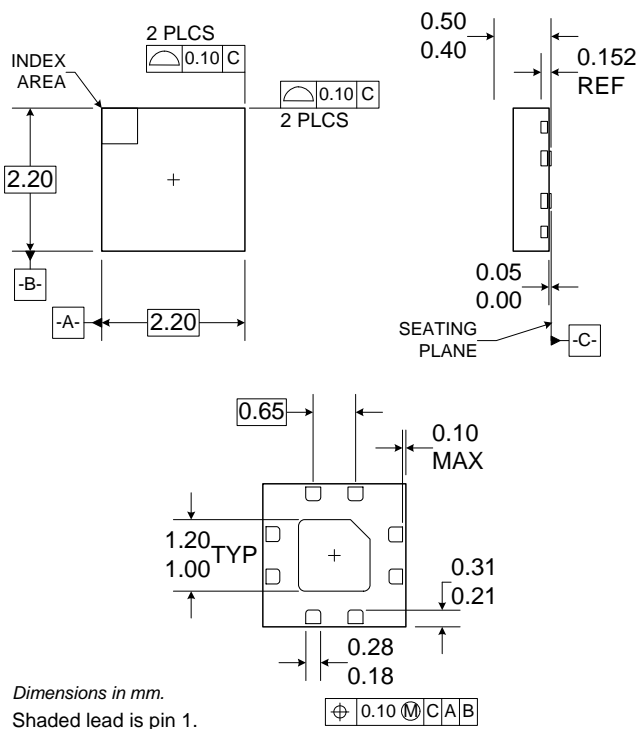 2 PLCS
0.10 C
INDEX
AREA
0.10 C
2 PLCS
2.20
-B-
-A-
2.20
0.50
0.40
0.152
REF
0.05
0.00
SEATING
PLANE
-C-
0.65
0.10
MAX
1.20
1.00
TYP
0.31
0.21
0.28
0.18
0.10 Ⓜ C A B
Dimensions in mm.
Shaded lead is pin 1.